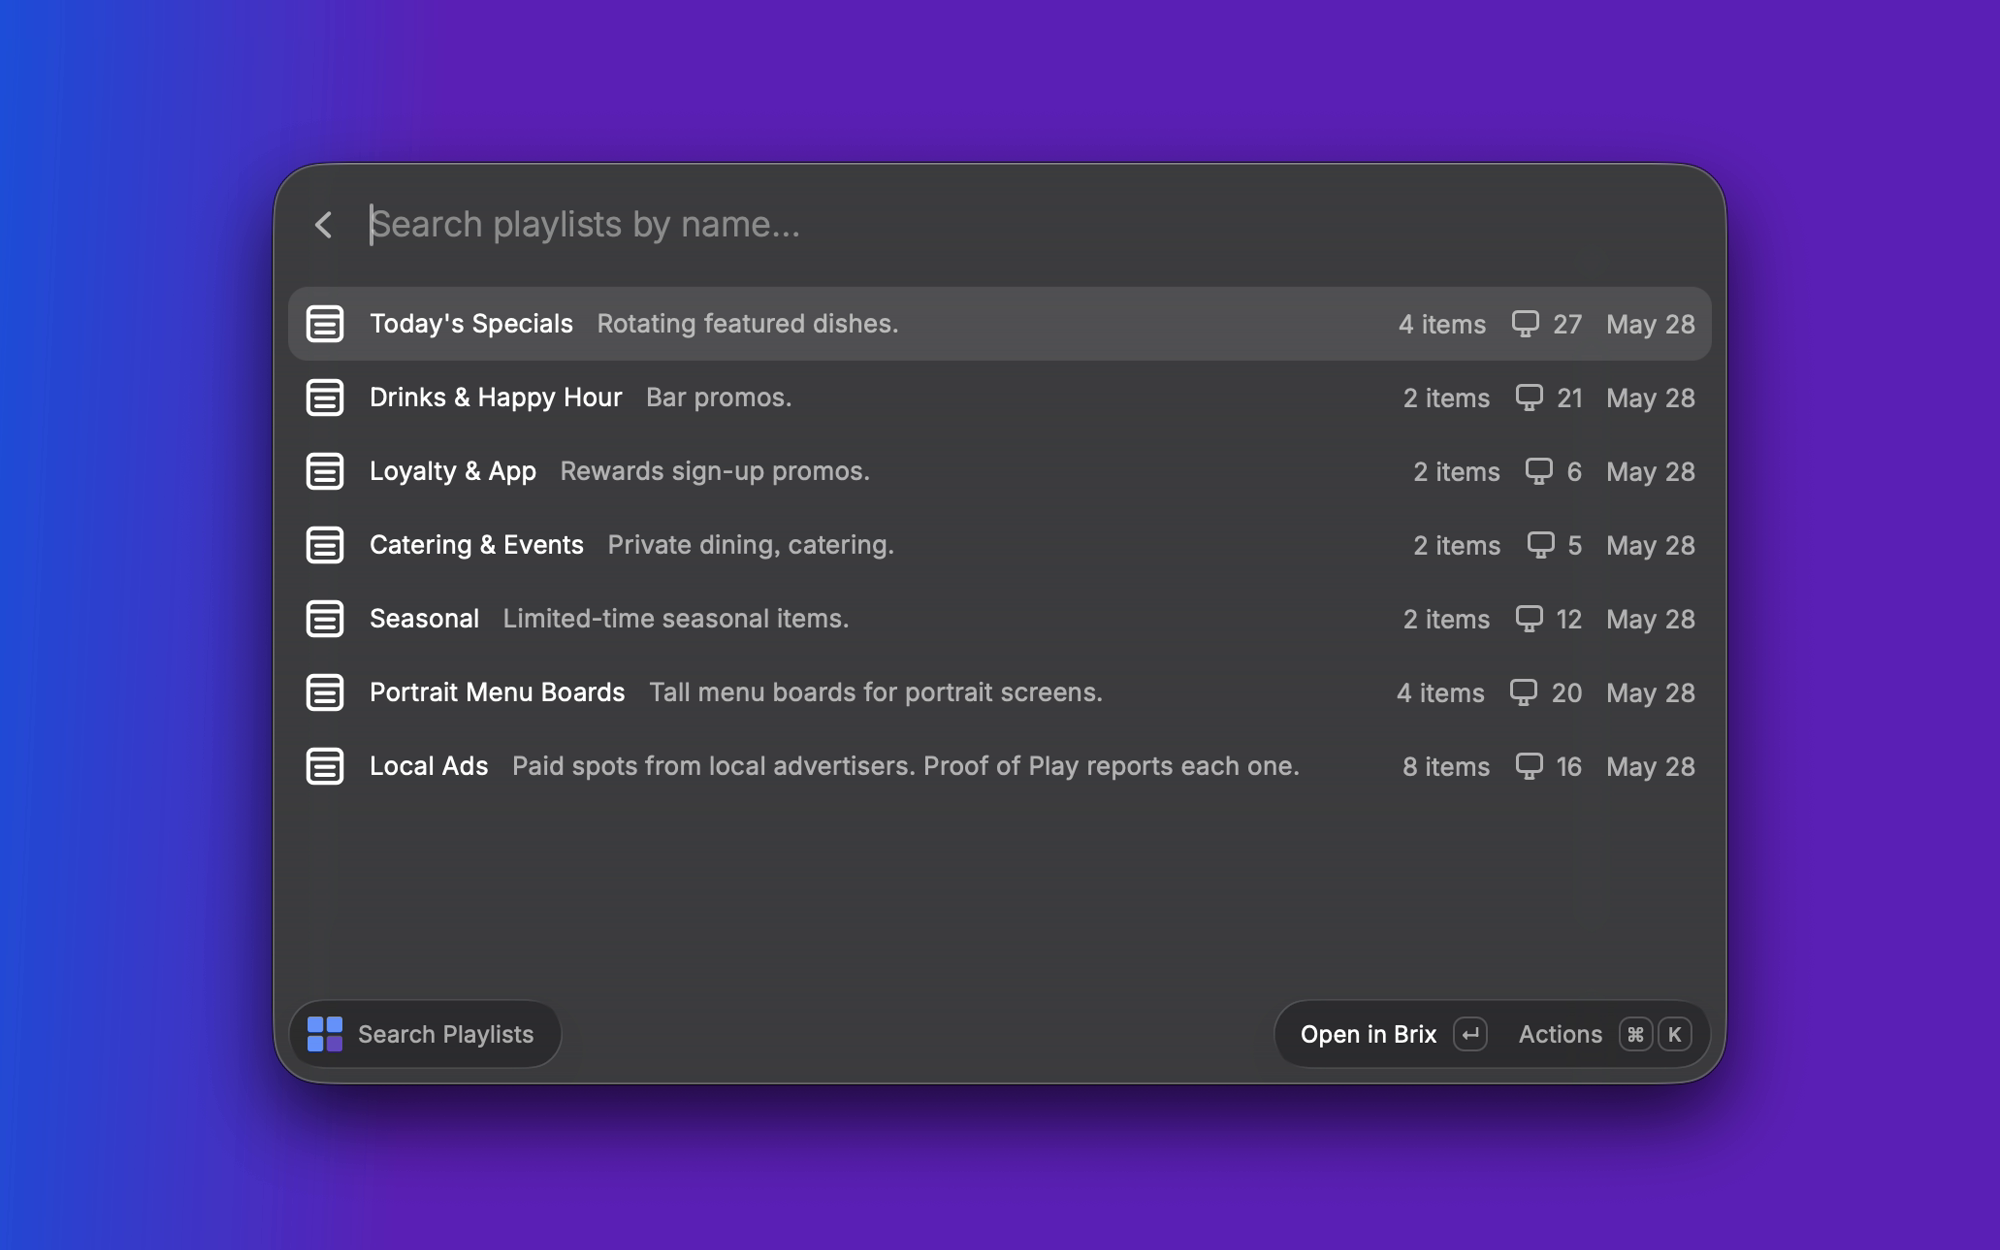 Search playlists by name...
Today's Specials Rotating featured dishes. 4 items 27 May 28
Drinks & Happy Hour Bar promos. 2 items 21 May 28
Loyalty & App Rewards sign-up promos. 2 items 6 May 28
Catering & Events Private dining, catering. 2 items 5 May 28
Seasonal Limited-time seasonal items. 2 items 12 May 28
Portrait Menu Boards Tall menu boards for portrait screens. 4 items 20 May 28
Local Ads Paid spots from local advertisers. Proof of Play reports each one. 8 items 16 May 28
Search Playlists Open in Brix ↵ Actions ⌘ K